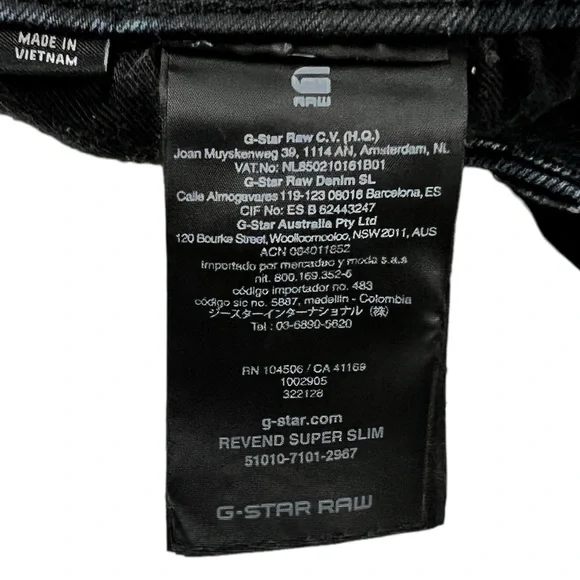 MADE IN
VIETNAM
G
RAW
G-Star Raw C.V. (H.Q.)
Joan Muyskenweg 39, 1114 AN, Amsterdam, NL
VAT.No: NL850210161B01
G-Star Raw Denim SL
Calle Almogavares 119-123 08018 Barcelona, ES
CIF No: ES B 62443247
G-Star Australia Pty Ltd
120 Bourke Street, Woolloomooloo, NSW 2011, AUS
ACN 084011652
Importado por mercadeo y moda s.a.s
nit. 800.169.352-6
código importador no. 483
código sic no. 5887, medellin - Colombia
ジースターインターナショナル (株)
Tel : 03-6890-5620
RN 104506 / CA 41169
1002905
322128
g-star.com
REVEND SUPER SLIM
51010-7101-2967
G-STAR RAW